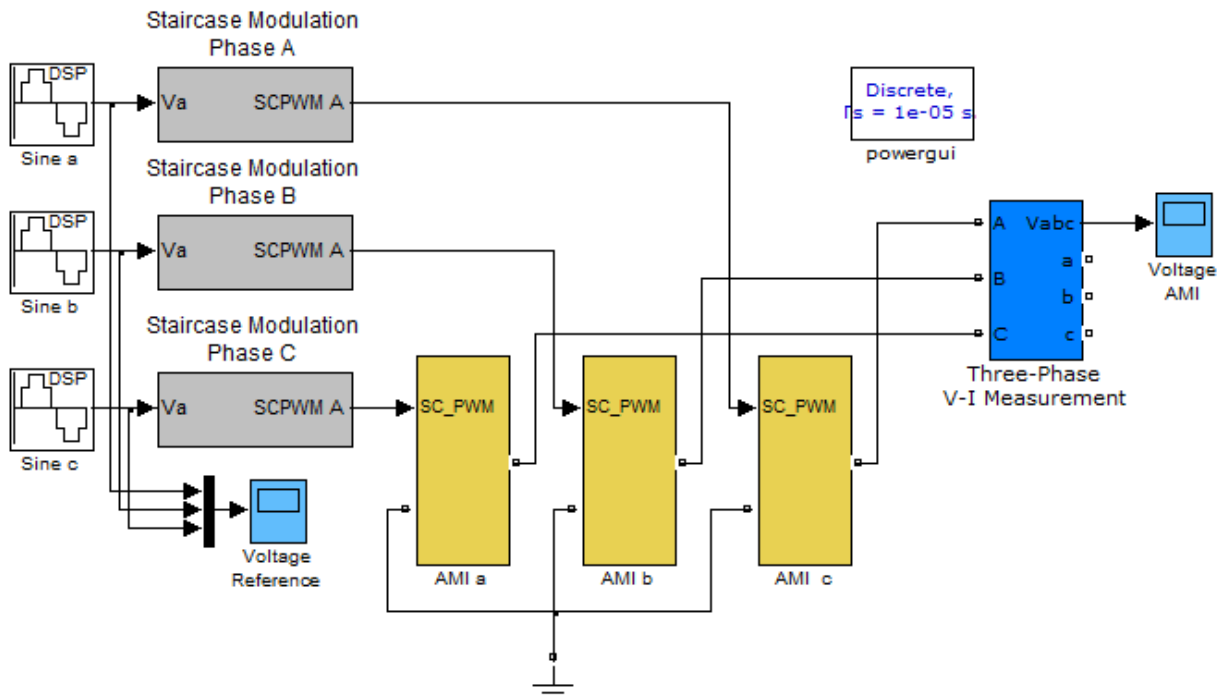 Staircase Modulation
Phase A
DSP
Va
SCPWM A
Sine a
Discrete,
Ts = 1e-05 s.
powergui
Staircase Modulation
Phase B
DSP
Va
SCPWM A
Sine b
A
Vabc
B
a
b
C
c
Voltage
AMI
Three-Phase
V-I Measurement
Staircase Modulation
Phase C
DSP
Va
SCPWM A
Sine c
SC_PWM
SC_PWM
SC_PWM
Voltage
Reference
AMI a
AMI b
AMI c